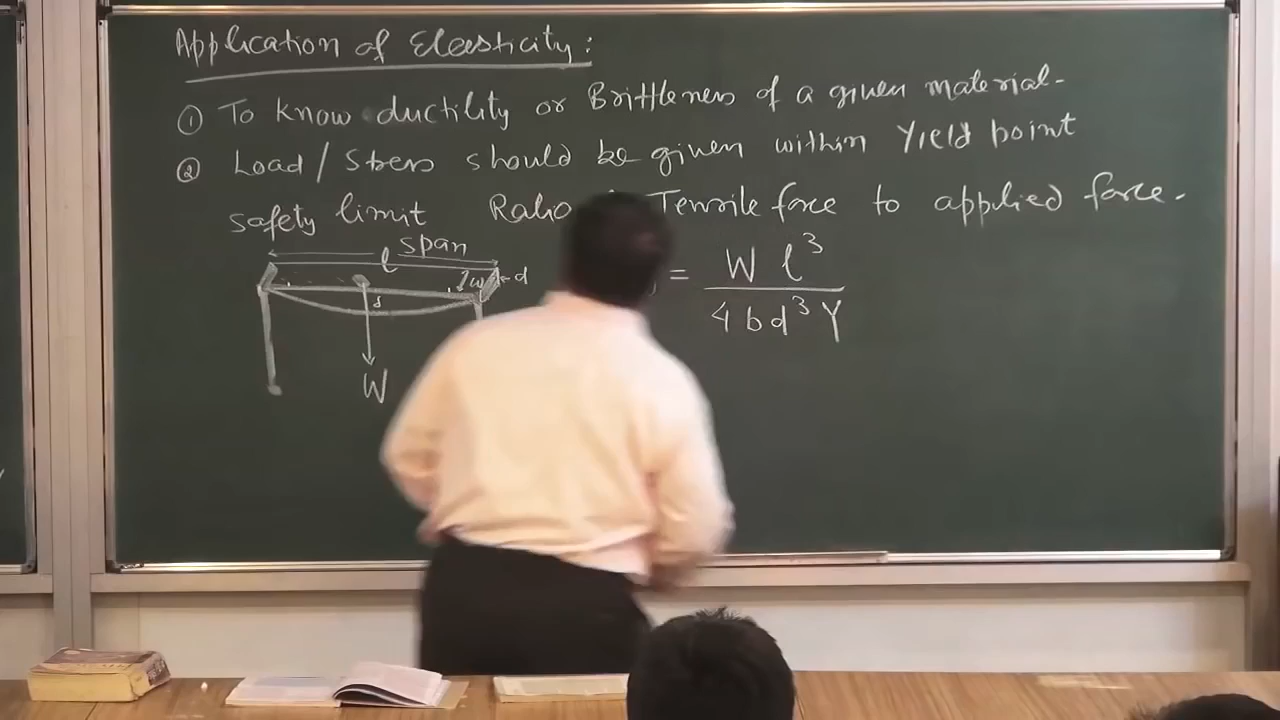 Application of Elasticity:
① To know ductility or Brittleness of a given material-
② Load/Stress should be given within Yield point
safety limit Ratio Tensile force to applied force.
span
l
d
δ
W
= W l³
4 b d³ Y